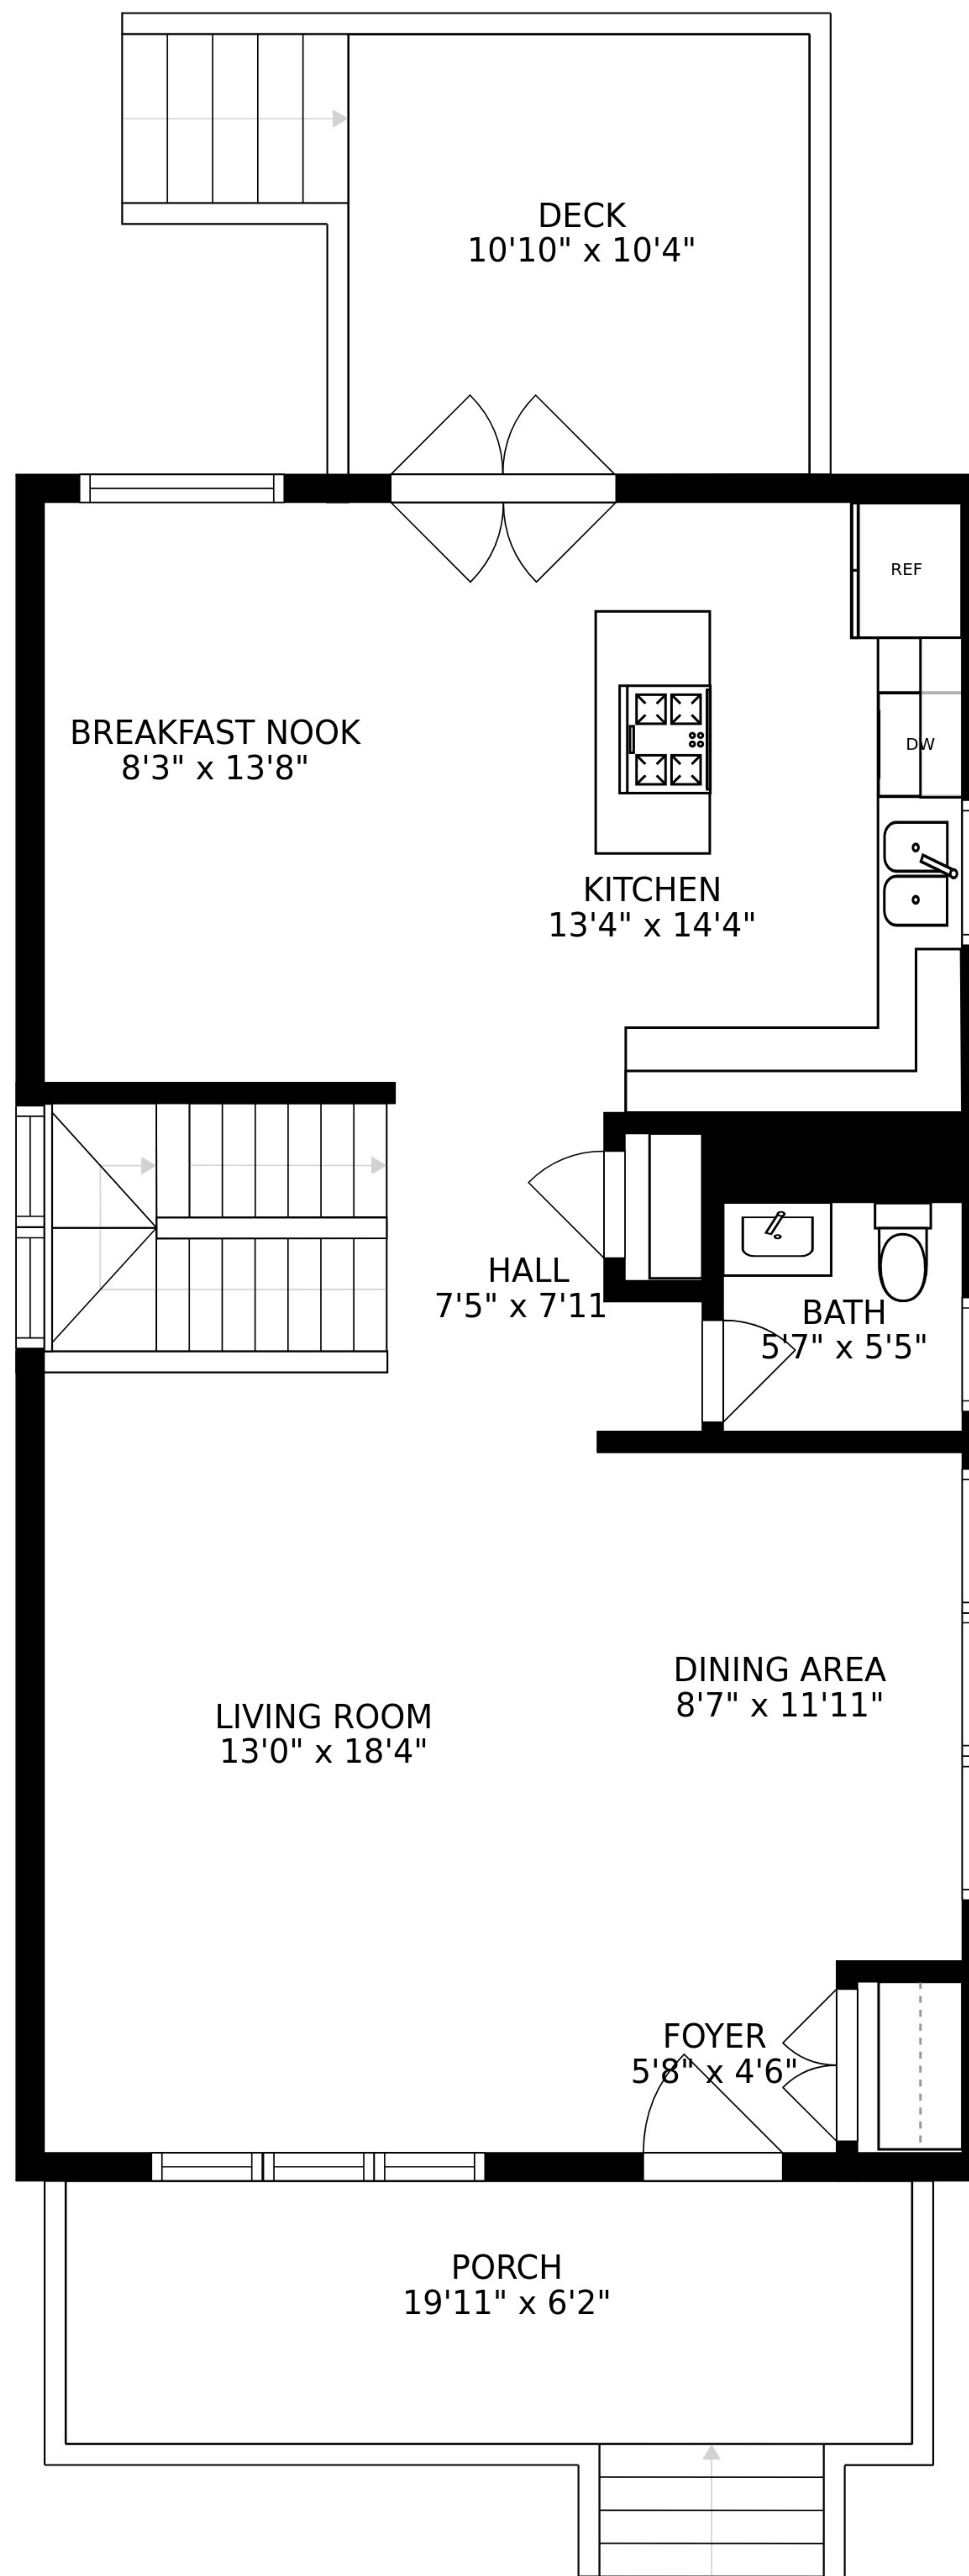 DECK
10'10" x 10'4"
REF
BREAKFAST NOOK
8'3" x 13'8"
DW
KITCHEN
13'4" x 14'4"
HALL
7'5" x 7'11
BATH
5'7" x 5'5"
DINING AREA
8'7" x 11'11"
LIVING ROOM
13'0" x 18'4"
FOYER
5'8" x 4'6"
PORCH
19'11" x 6'2"